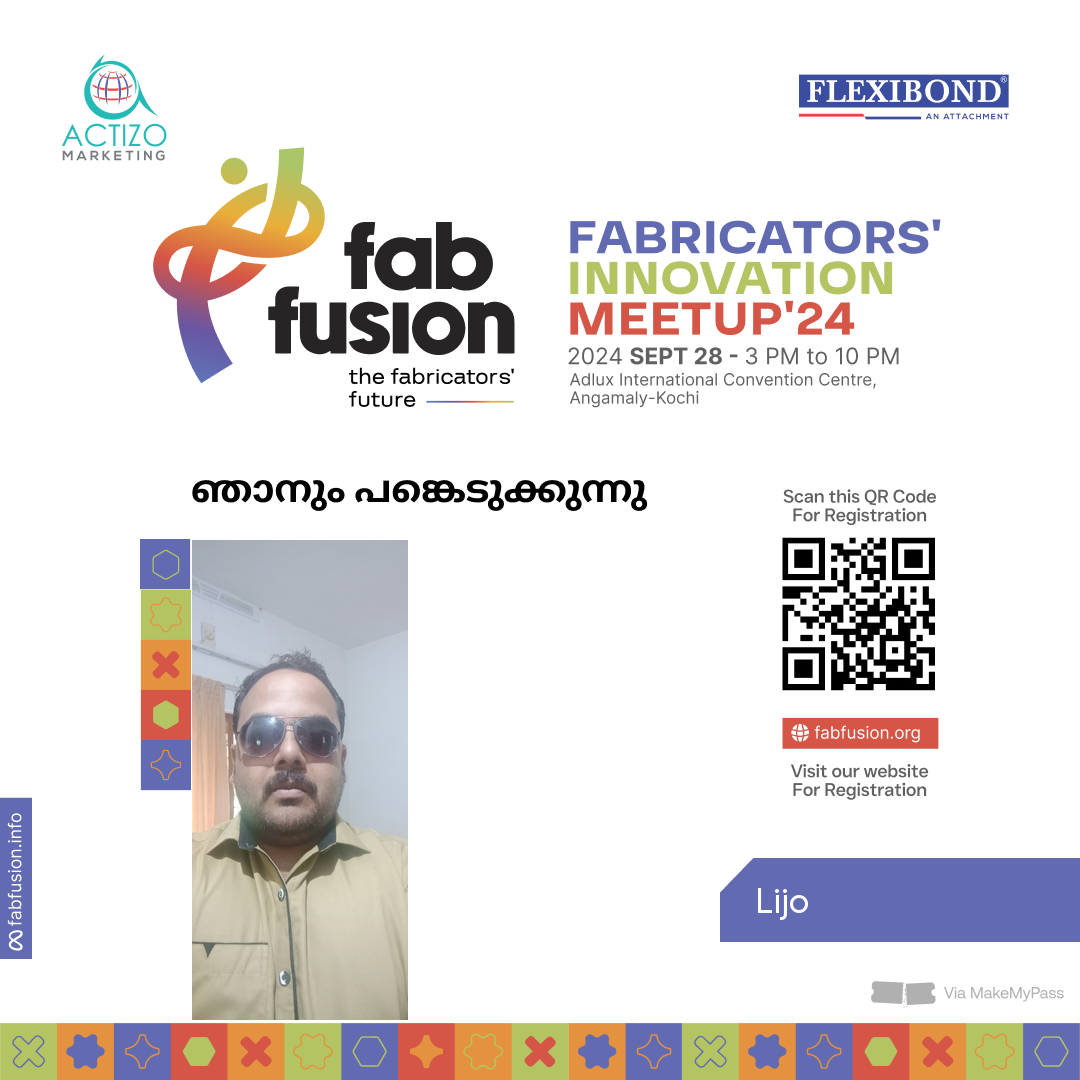 ACTIZO
MARKETING
FLEXIBOND®
AN ATTACHMENT
fab
fusion
the fabricators'
future
FABRICATORS'
INNOVATION
MEETUP'24
2024 SEPT 28 - 3 PM to 10 PM
Adlux International Convention Centre,
Angamaly-Kochi
ഞാനും പങ്കെടുക്കുന്നു
Scan this QR Code
For Registration
fabfusion.org
Visit our website
For Registration
fabfusion.info
Lijo
Via MakeMyPass